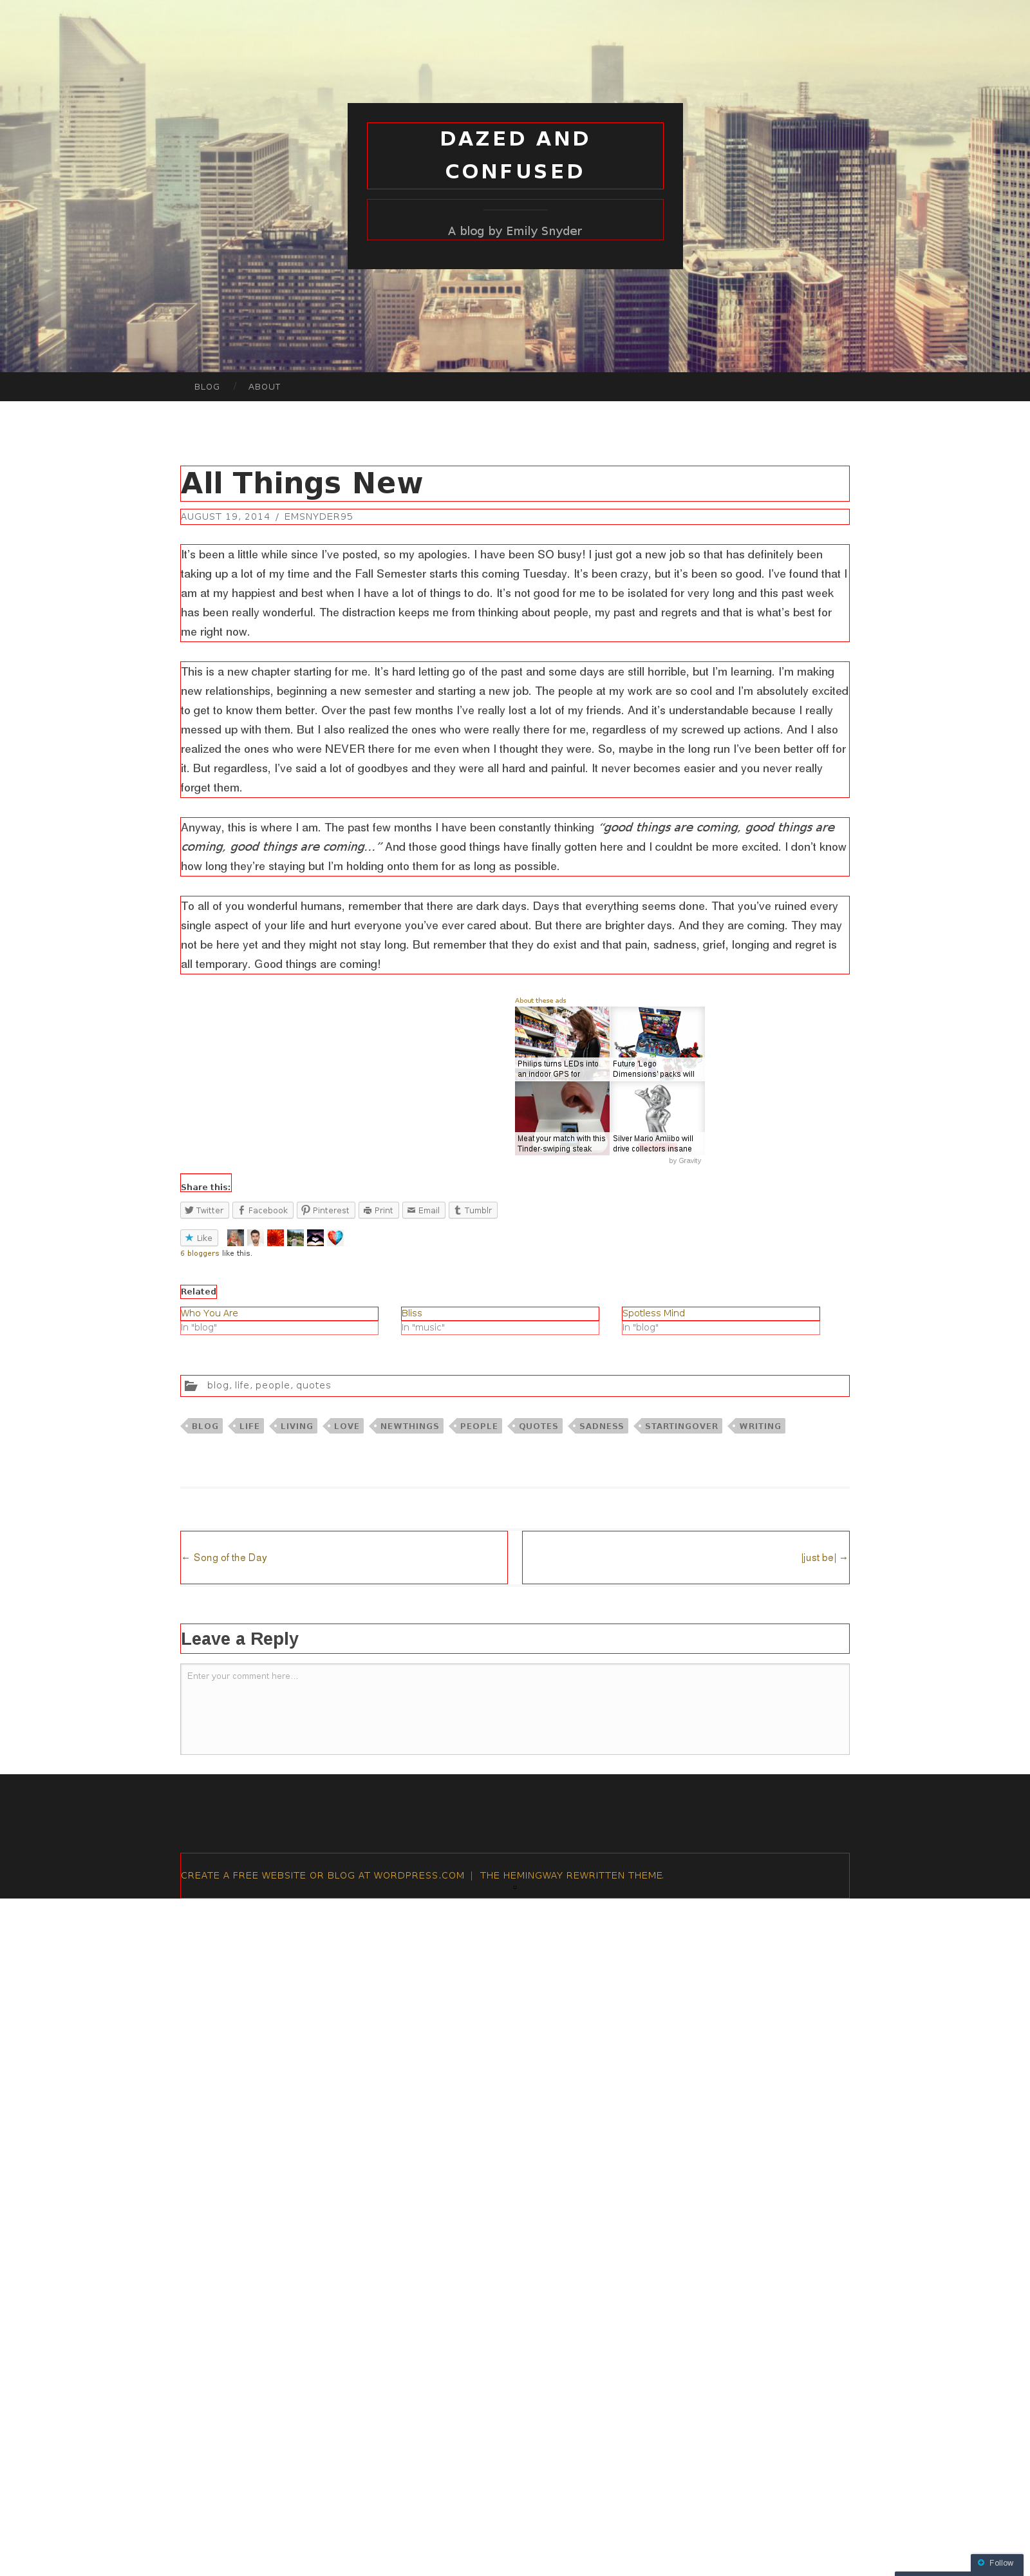 DAZED AND
CONFUSED
A blog by Emily Snyder
BLOG / ABOUT
All Things New
AUGUST 19, 2014 / EMSNYDER95
It's been a little while since I've posted, so my apologies. I have been SO busy! I just got a new job so that has definitely been
taking up a lot of my time and the Fall Semester starts this coming Tuesday. It's been crazy, but it's been so good. I've found that I
am at my happiest and best when I have a lot of things to do. It's not good for me to be isolated for very long and this past week
has been really wonderful. The distraction keeps me from thinking about people, my past and regrets and that is what's best for
me right now.
This is a new chapter starting for me. It's hard letting go of the past and some days are still horrible, but I'm learning. I'm making
new relationships, beginning a new semester and starting a new job. The people at my work are so cool and I'm absolutely excited
to get to know them better. Over the past few months I've really lost a lot of my friends. And it's understandable because I really
messed up with them. But I also realized the ones who were really there for me, regardless of my screwed up actions. And I also
realized the ones who were NEVER there for me even when I thought they were. So, maybe in the long run I've been better off for
it. But regardless, I've said a lot of goodbyes and they were all hard and painful. It never becomes easier and you never really
forget them.
Anyway, this is where I am. The past few months I have been constantly thinking “good things are coming, good things are
coming, good things are coming…” And those good things have finally gotten here and I couldnt be more excited. I don't know
how long they're staying but I'm holding onto them for as long as possible.
To all of you wonderful humans, remember that there are dark days. Days that everything seems done. That you've ruined every
single aspect of your life and hurt everyone you've ever cared about. But there are brighter days. And they are coming. They may
not be here yet and they might not stay long. But remember that they do exist and that pain, sadness, grief, longing and regret is
all temporary. Good things are coming!
About these ads
Philips turns LEDs into
an indoor GPS for
Future 'Lego
Dimensions' packs will
Meat your match with this
Tinder-swiping steak
Silver Mario Amiibo will
drive collectors insane
by Gravity
Share this:
Twitter Facebook Pinterest Print Email Tumblr
Like
6 bloggers like this.
Related
Who You Are
In "blog"
Bliss
In "music"
Spotless Mind
In "blog"
blog, life, people, quotes
BLOG LIFE LIVING LOVE NEWTHINGS PEOPLE QUOTES SADNESS STARTINGOVER WRITING
← Song of the Day
|just be| →
Leave a Reply
Enter your comment here...
CREATE A FREE WEBSITE OR BLOG AT WORDPRESS.COM | THE HEMINGWAY REWRITTEN THEME
Follow